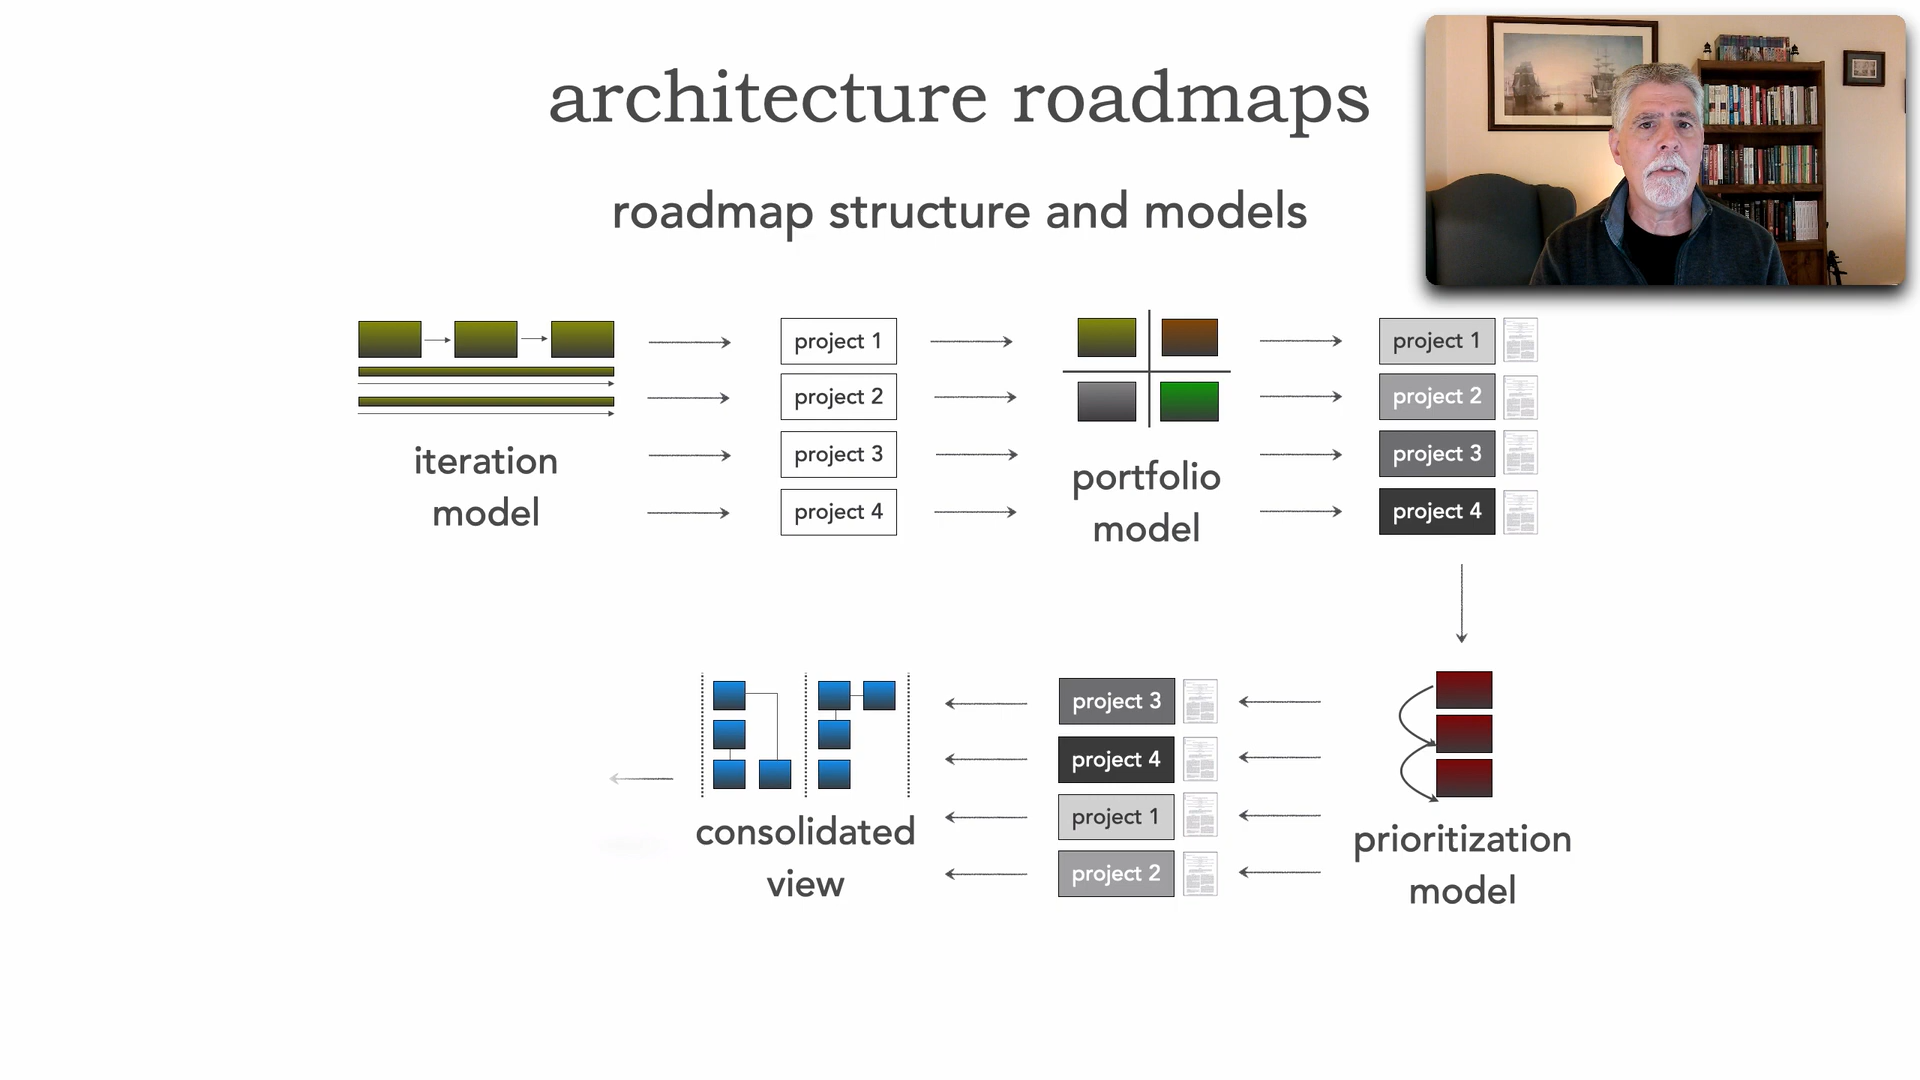 architecture roadmaps
roadmap structure and models
iteration
model
project 1
project 2
project 3
project 4
portfolio
model
project 1
project 2
project 3
project 4
prioritization
model
project 3
project 4
project 1
project 2
consolidated
view